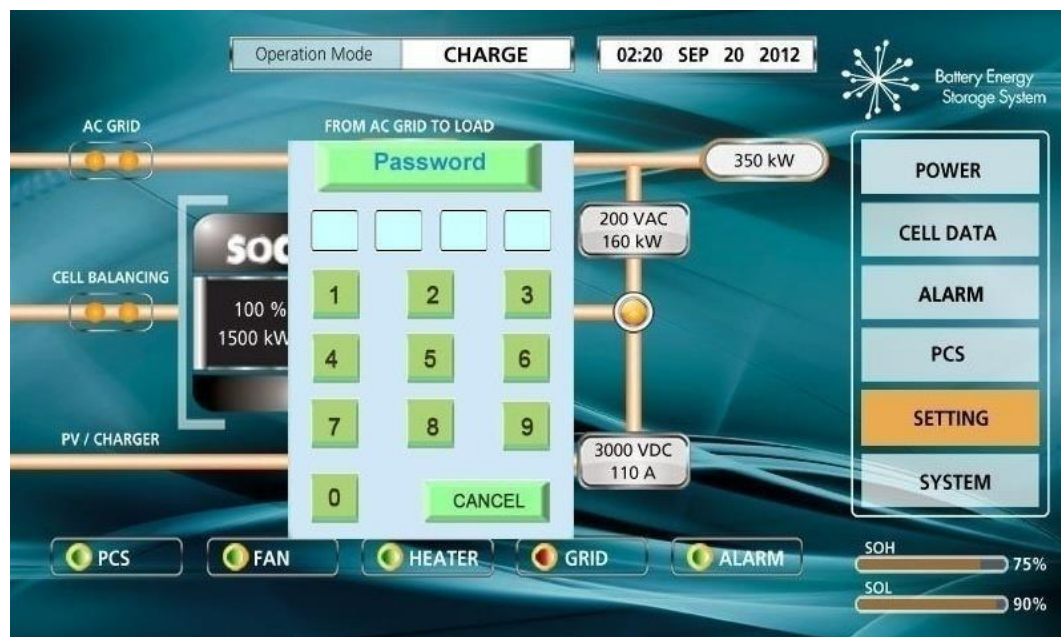 Operation Mode CHARGE
02:20 SEP 20 2012
Battery Energy
Storage System
AC GRID
FROM AC GRID TO LOAD
Password
350 kW
POWER
200 VAC
160 kW
SOC
CELL DATA
CELL BALANCING
1 2 3
ALARM
100 %
1500 kW
4 5 6
PCS
7 8 9
SETTING
PV / CHARGER
3000 VDC
110 A
0 CANCEL
SYSTEM
PCS FAN HEATER GRID ALARM
SOH
75%
SOL
90%